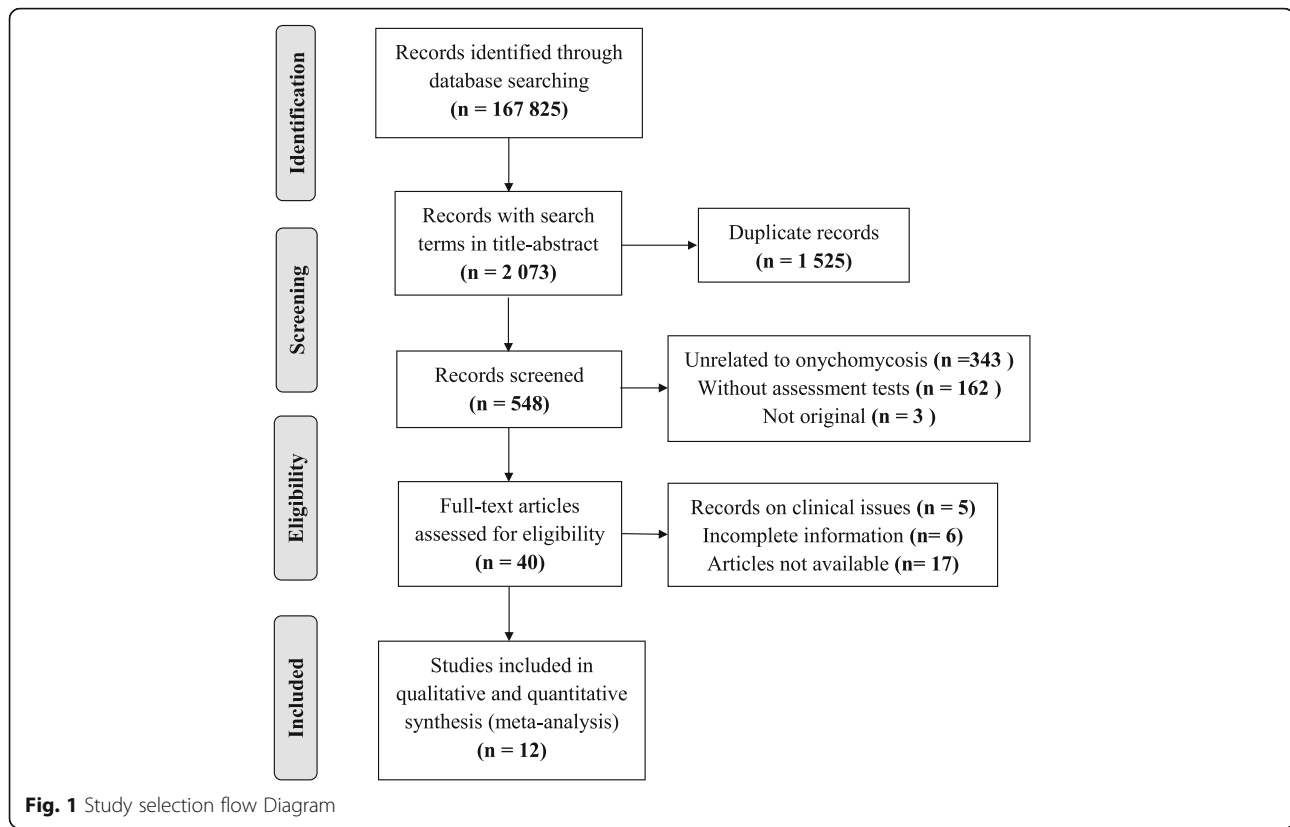 Identification
Records identified through
database searching
(n = 167 825)
Records with search
terms in title-abstract
(n = 2 073)
Duplicate records
(n = 1 525)
Screening
Records screened
(n = 548)
Unrelated to onychomycosis (n =343 )
Without assessment tests (n = 162 )
Not original (n = 3 )
Eligibility
Full-text articles
assessed for eligibility
(n = 40)
Records on clinical issues (n = 5)
Incomplete information (n= 6)
Articles not available (n= 17)
Included
Studies included in
qualitative and quantitative
synthesis (meta-analysis)
(n = 12)
Fig. 1 Study selection flow Diagram